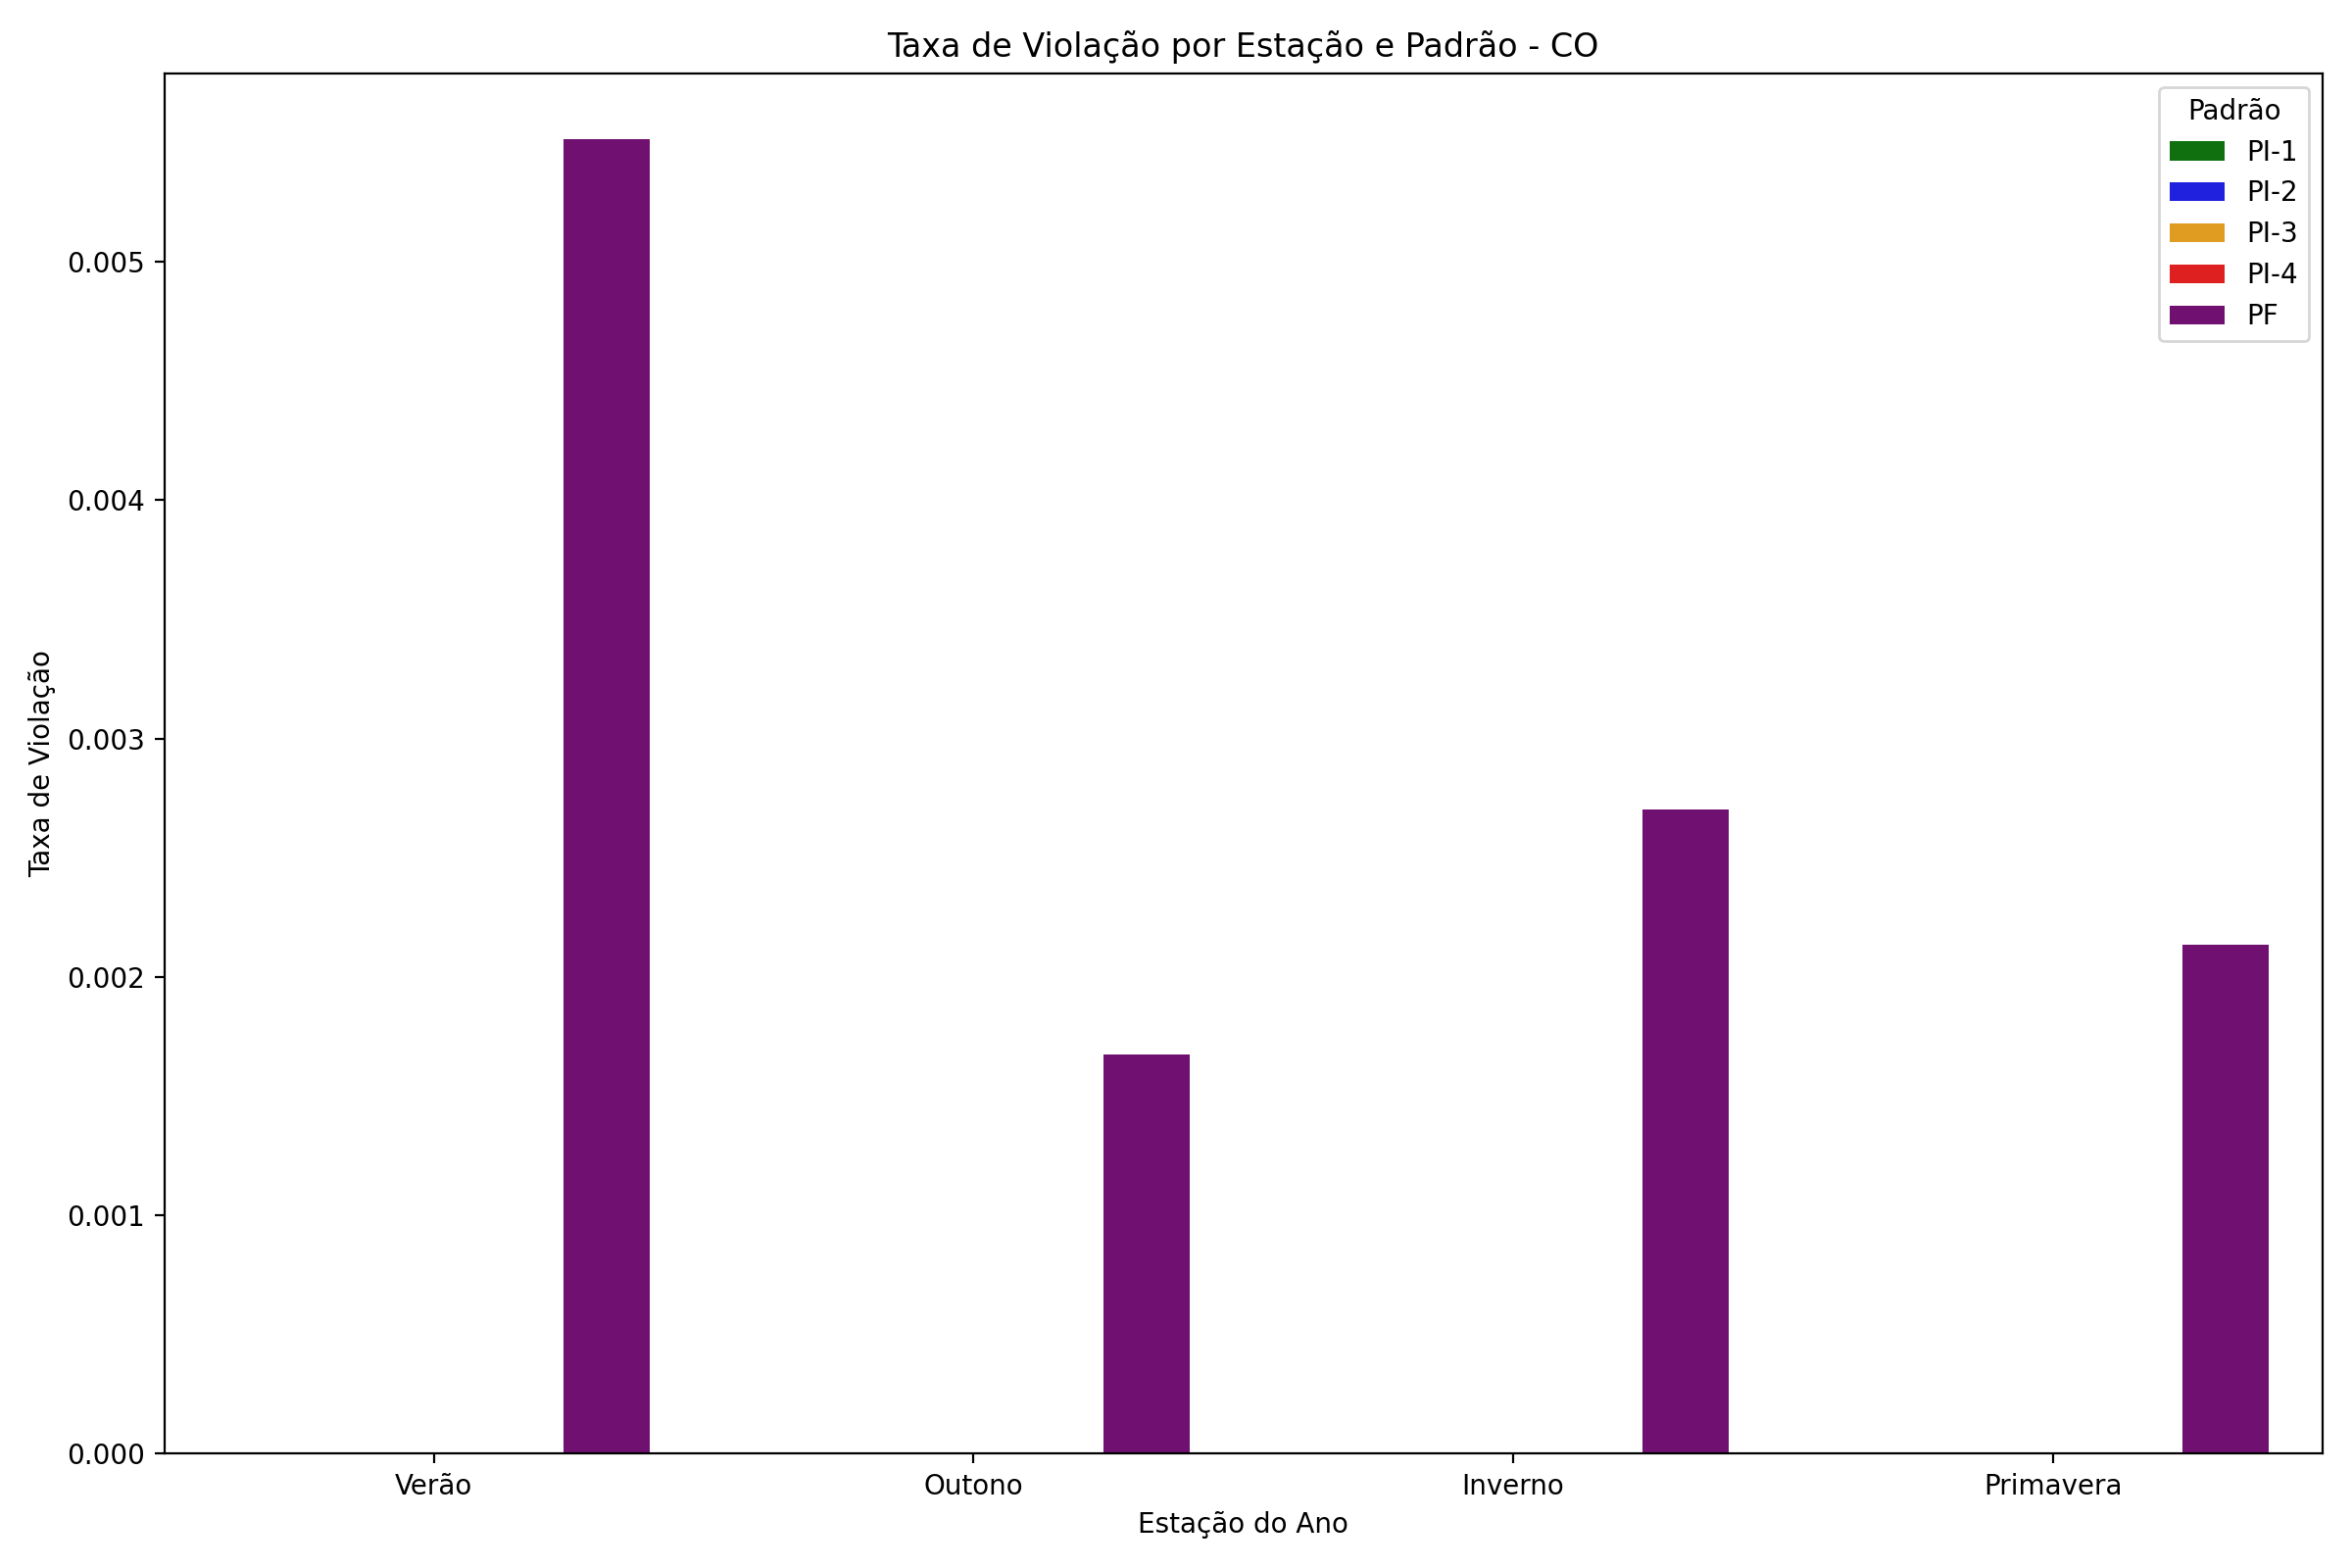 Taxa de Violação por Estação e Padrão - CO
Padrão
PI-1
PI-2
PI-3
PI-4
PF
Taxa de Violação
0.005
0.004
0.003
0.002
0.001
0.000
Verão
Outono
Inverno
Primavera
Estação do Ano